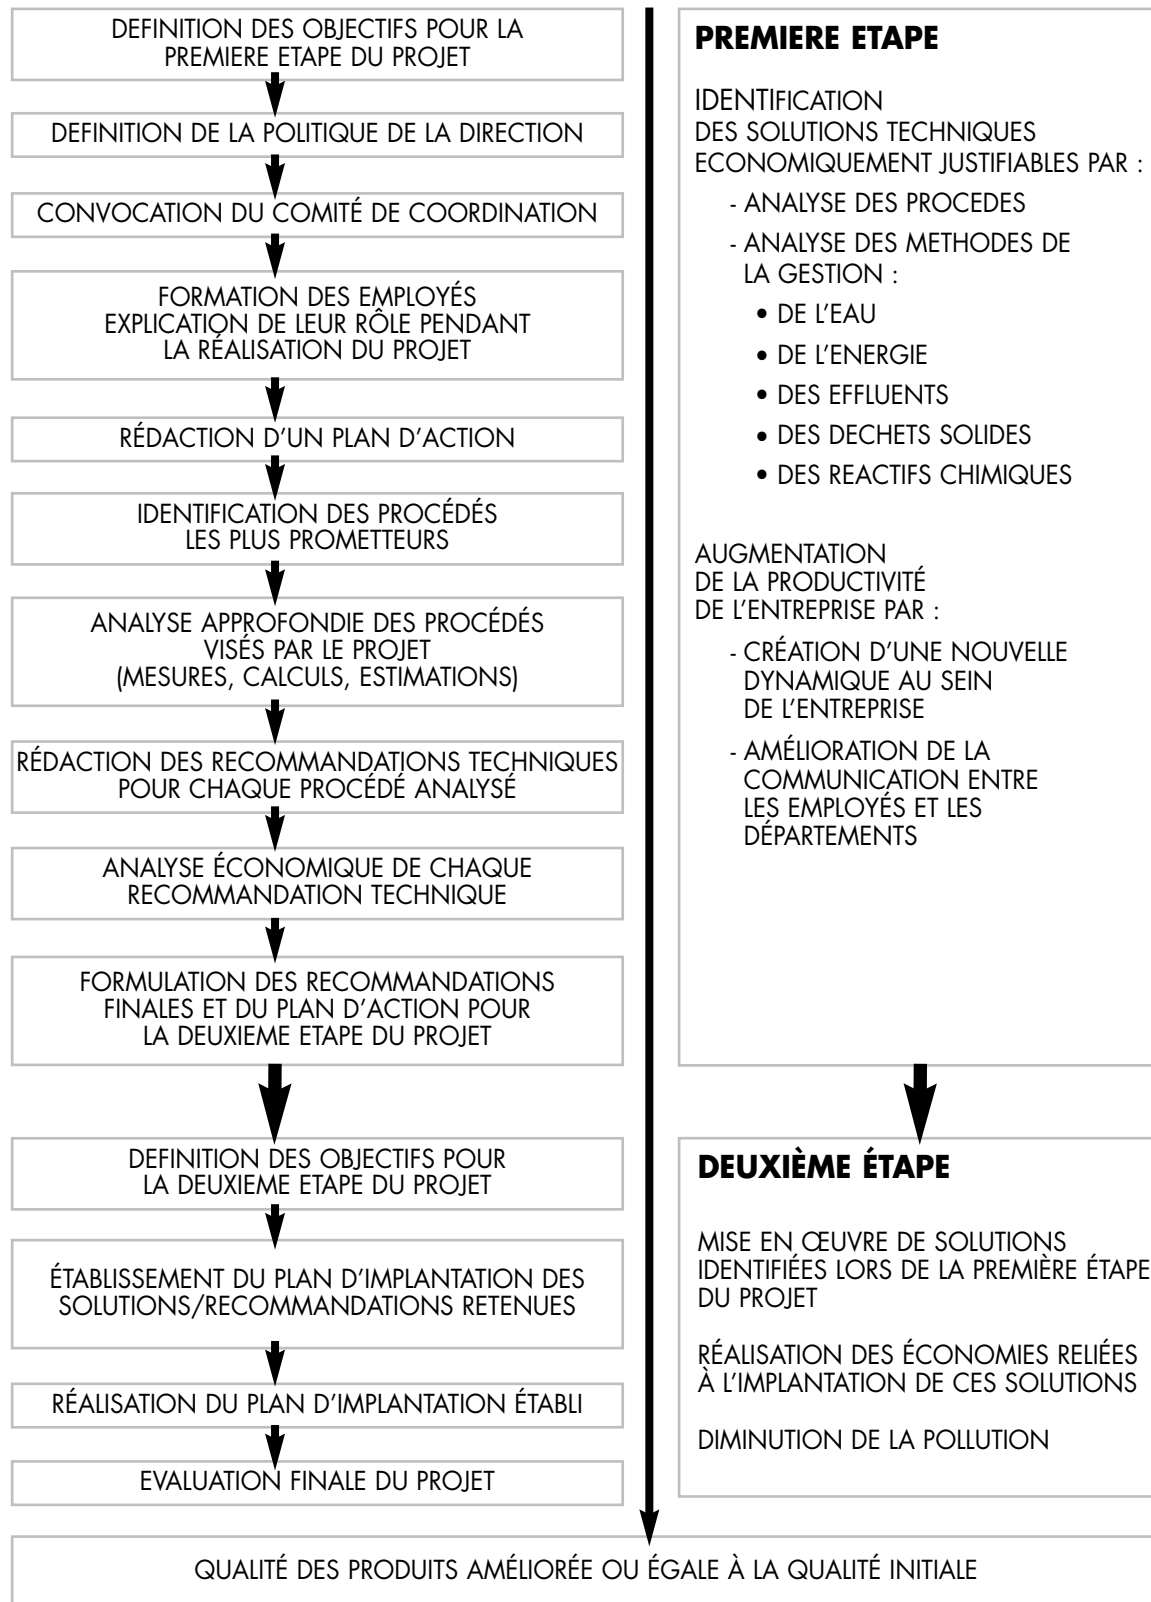 DEFINITION DES OBJECTIFS POUR LA
PREMIERE ETAPE DU PROJET
DEFINITION DE LA POLITIQUE DE LA DIRECTION
CONVOCATION DU COMITÉ DE COORDINATION
FORMATION DES EMPLOYÉS
EXPLICATION DE LEUR RÔLE PENDANT
LA RÉALISATION DU PROJET
RÉDACTION D'UN PLAN D'ACTION
IDENTIFICATION DES PROCÉDÉS
LES PLUS PROMETTEURS
ANALYSE APPROFONDIE DES PROCÉDÉS
VISÉS PAR LE PROJET
(MESURES, CALCULS, ESTIMATIONS)
RÉDACTION DES RECOMMANDATIONS TECHNIQUES
POUR CHAQUE PROCÉDÉ ANALYSÉ
ANALYSE ÉCONOMIQUE DE CHAQUE
RECOMMANDATION TECHNIQUE
FORMULATION DES RECOMMANDATIONS
FINALES ET DU PLAN D'ACTION POUR
LA DEUXIEME ETAPE DU PROJET
DEFINITION DES OBJECTIFS POUR
LA DEUXIEME ETAPE DU PROJET
ÉTABLISSEMENT DU PLAN D'IMPLANTATION DES
SOLUTIONS/RECOMMANDATIONS RETENUES
RÉALISATION DU PLAN D'IMPLANTATION ÉTABLI
EVALUATION FINALE DU PROJET
PREMIERE ETAPE
IDENTIFICATION
DES SOLUTIONS TECHNIQUES
ECONOMIQUEMENT JUSTIFIABLES PAR :
- ANALYSE DES PROCEDES
- ANALYSE DES METHODES DE
LA GESTION :
• DE L'EAU
• DE L'ENERGIE
• DES EFFLUENTS
• DES DECHETS SOLIDES
• DES REACTIFS CHIMIQUES
AUGMENTATION
DE LA PRODUCTIVITÉ
DE L'ENTREPRISE PAR :
- CRÉATION D'UNE NOUVELLE
DYNAMIQUE AU SEIN
DE L'ENTREPRISE
- AMÉLIORATION DE LA
COMMUNICATION ENTRE
LES EMPLOYÉS ET LES
DÉPARTEMENTS
DEUXIÈME ÉTAPE
MISE EN ŒUVRE DE SOLUTIONS
IDENTIFIÉES LORS DE LA PREMIÈRE ÉTAPE
DU PROJET
RÉALISATION DES ÉCONOMIES RELIÉES
À L'IMPLANTATION DE CES SOLUTIONS
DIMINUTION DE LA POLLUTION
QUALITÉ DES PRODUITS AMÉLIORÉE OU ÉGALE À LA QUALITÉ INITIALE